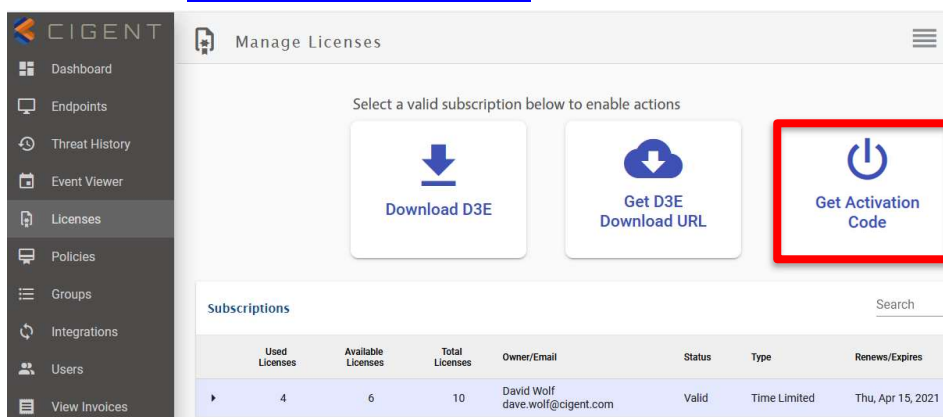 CIGENT
Manage Licenses
Dashboard
Endpoints
Threat History
Event Viewer
Licenses
Policies
Groups
Integrations
Users
View Invoices
Select a valid subscription below to enable actions
Download D3E
Get D3E
Download URL
Get Activation
Code
Subscriptions
Search
Used
Licenses
Available
Licenses
Total
Licenses
Owner/Email
Status
Type
Renews/Expires
4
6
10
David Wolf
dave.wolf@cigent.com
Valid
Time Limited
Thu, Apr 15, 2021